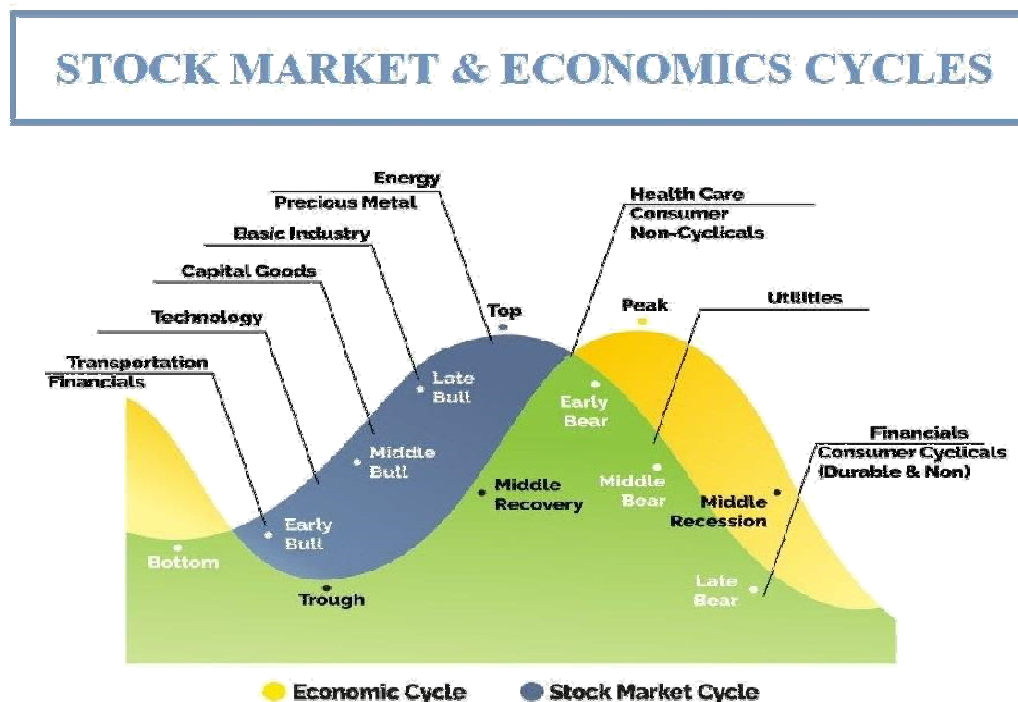 STOCK MARKET & ECONOMICS CYCLES
Energy
Precious Metal
Basic Industry
Capital Goods
Technology
Transportation
Financials
Health Care
Consumer
Non-Cyclicals
Top
Peak
Utilities
Late
Bull
Early
Bear
Middle
Bull
Middle
Recovery
Middle
Bear
Middle
Recession
Financials
Consumer Cyclicals
(Durable & Non)
Early
Bull
Bottom
Trough
Late
Bear
Economic Cycle
Stock Market Cycle